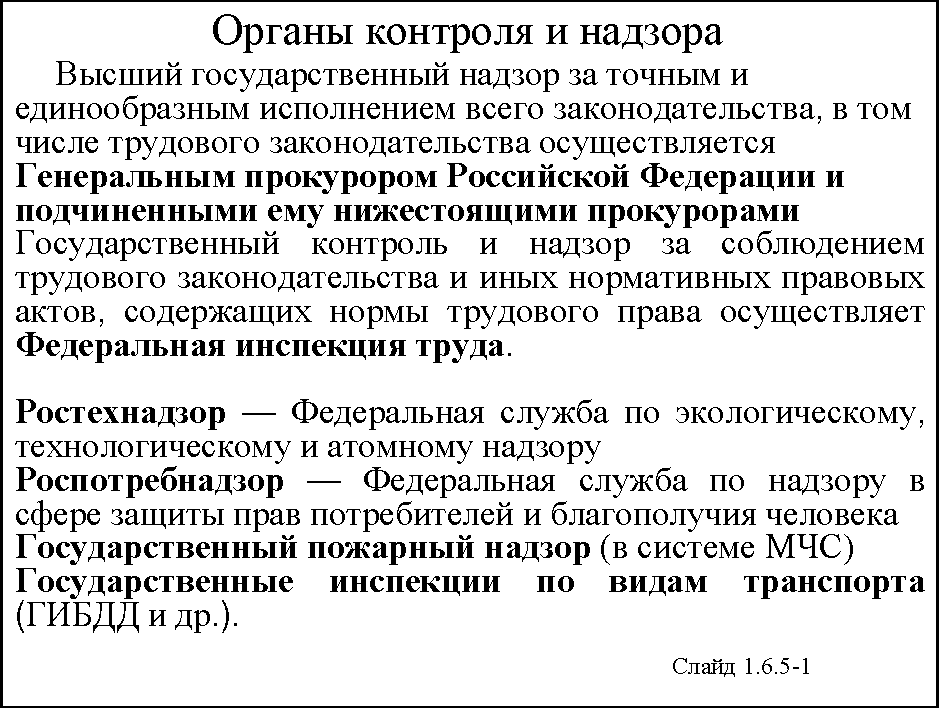 Органы контроля и надзора
Высший государственный надзор за точным и
единообразным исполнением всего законодательства, в том
числе трудового законодательства осуществляется
Генеральным прокурором Российской Федерации и
подчиненными ему нижестоящими прокурорами
Государственный контроль и надзор за соблюдением
трудового законодательства и иных нормативных правовых
актов, содержащих нормы трудового права осуществляет
Федеральная инспекция труда.
Ростехнадзор — Федеральная служба по экологическому,
технологическому и атомному надзору
Роспотребнадзор — Федеральная служба по надзору в
сфере защиты прав потребителей и благополучия человека
Государственный пожарный надзор (в системе МЧС)
Государственные инспекции по видам транспорта
(ГИБДД и др.).
Слайд 1.6.5-1